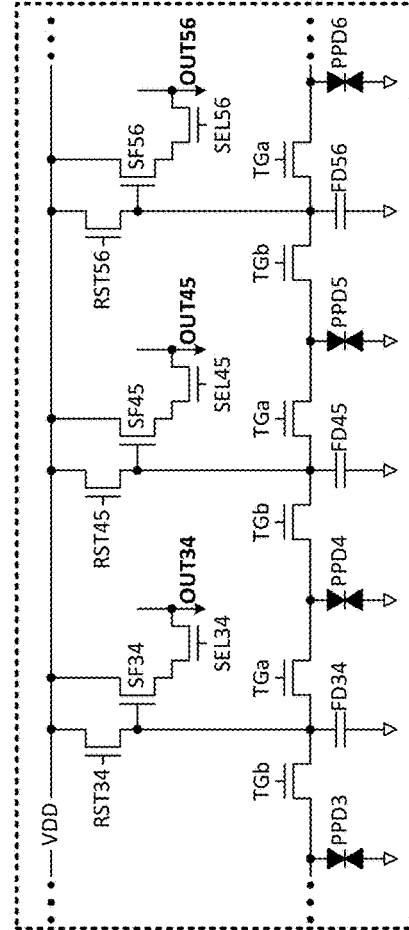 VDD
RST34
SF34
SEL34
OUT34
RST45
SF45
SEL45
OUT45
RST56
SF56
SEL56
OUT56
TGb
TGa
TGb
TGa
TGb
TGa
PPD3
FD34
PPD4
FD45
PPD5
FD56
PPD6